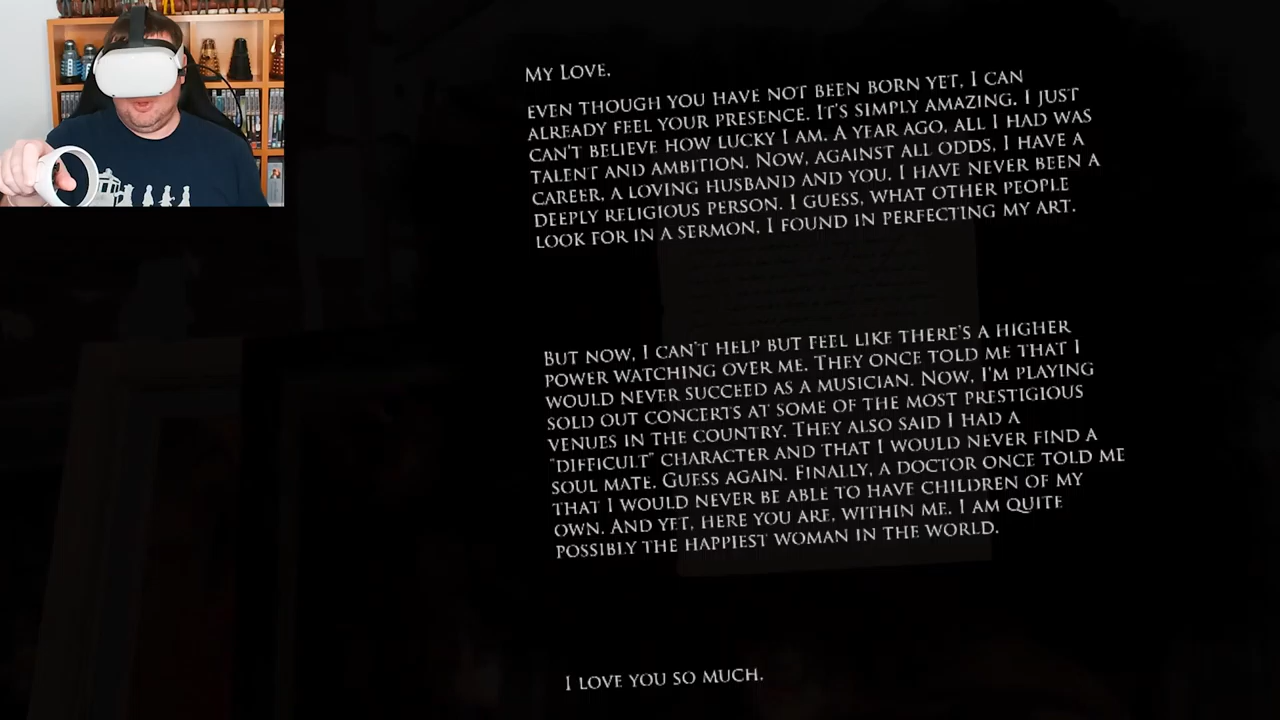 My Love,
even though you have not been born yet, I can
already feel your presence. It's simply amazing. I just
can't believe how lucky I am. A year ago, all I had was
talent and ambition. Now, against all odds, I have a
career, a loving husband and you. I have never been a
deeply religious person. I guess, what other people
look for in a sermon, I found in perfecting my art.
But now, I can't help but feel like there's a higher
power watching over me. They once told me that I
would never succeed as a musician. Now, I'm playing
sold out concerts at some of the most prestigious
venues in the country. They also said I had a
"difficult" character and that I would never find a
soul mate. Guess again. Finally, a doctor once told me
that I would never be able to have children of my
own. And yet, here you are, within me. I am quite
possibly the happiest woman in the world.
I love you so much.